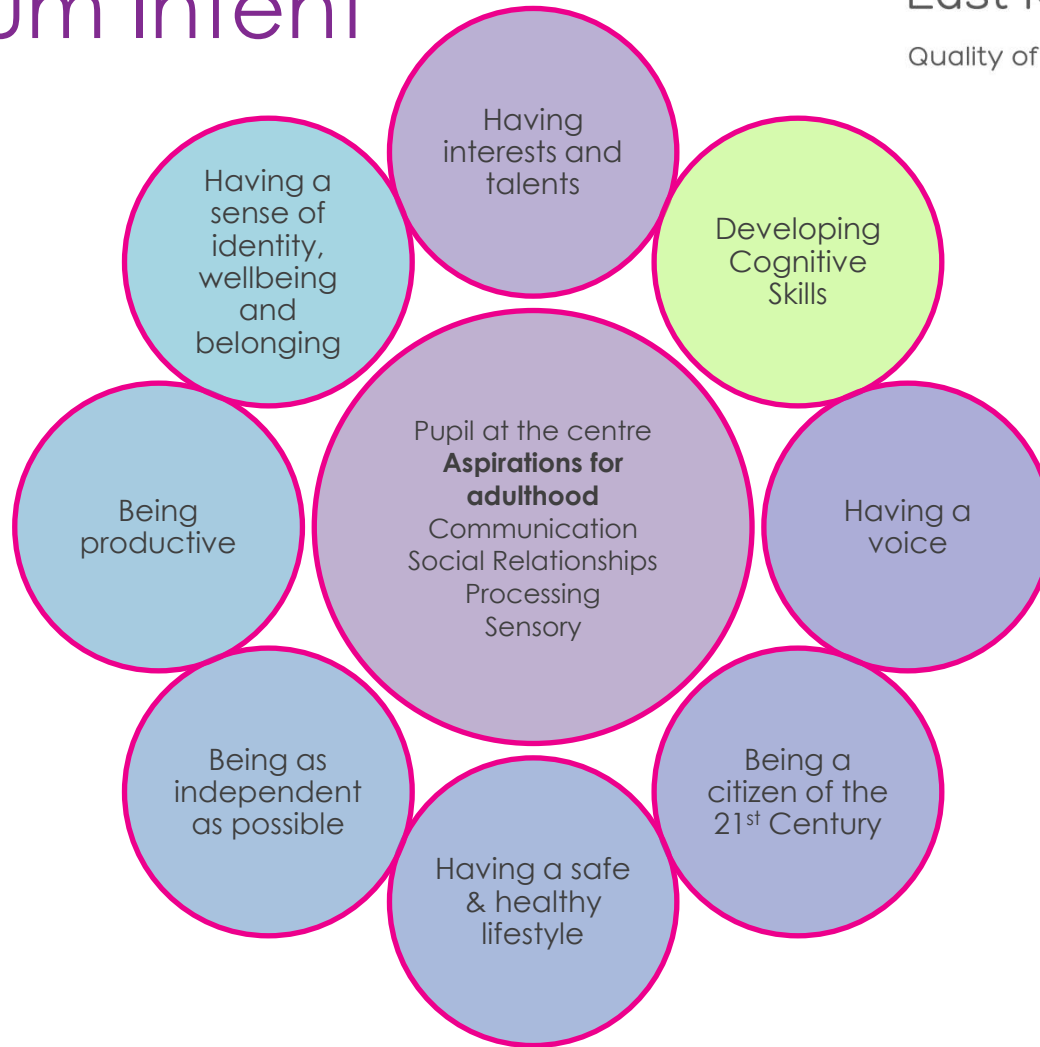 um Intent
Quality of
Having
interests and
talents
Developing
Cognitive
Skills
Having a
voice
Being a
citizen of the
21st Century
Having a safe
& healthy
lifestyle
Being as
independent
as possible
Being
productive
Having a
sense of
identity,
wellbeing
and
belonging
Pupil at the centre
Aspirations for
adulthood
Communication
Social Relationships
Processing
Sensory